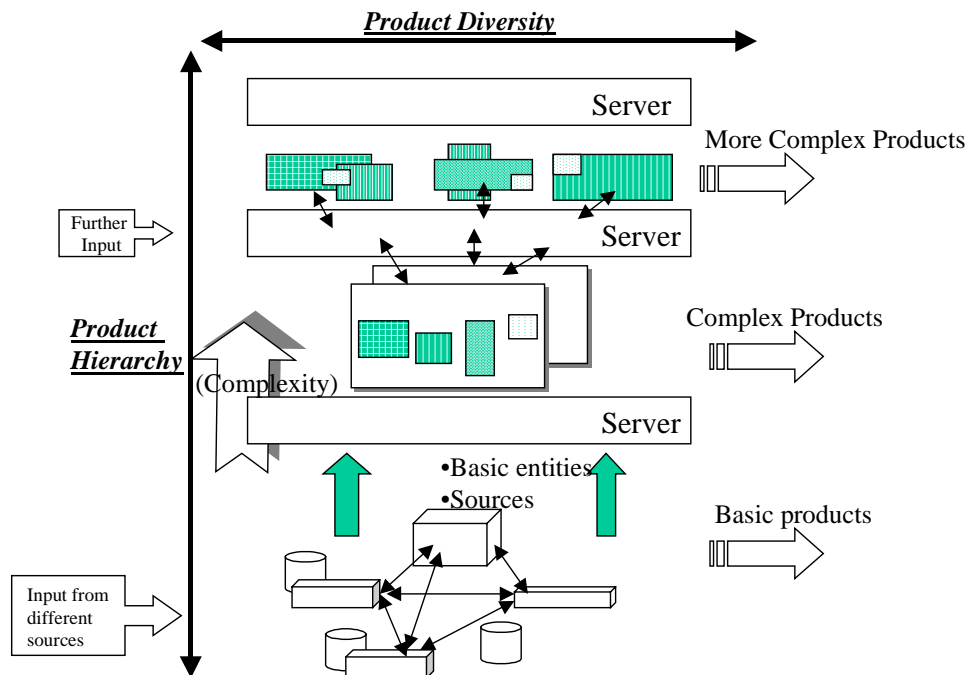 Product Diversity
Server
More Complex Products
Further
Input
Server
Product
Hierarchy
(Complexity)
Complex Products
Server
•Basic entities
•Sources
Basic products
Input from
different
sources